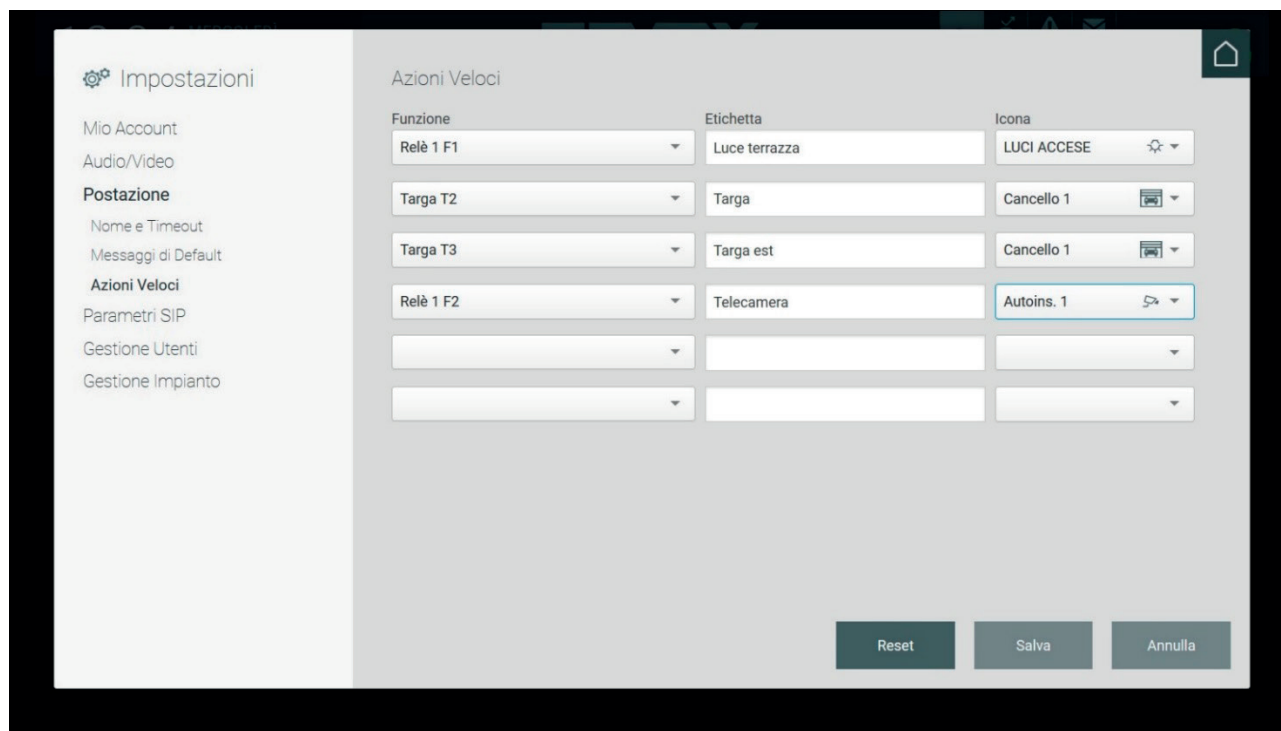 Impostazioni
Mio Account
Audio/Video
Postazione
Nome e Timeout
Messaggi di Default
Azioni Veloci
Parametri SIP
Gestione Utenti
Gestione Impianto
Azioni Veloci
Funzione Etichetta Icona
Relè 1 F1 Luce terrazza LUCI ACCESE
Targa T2 Targa Cancello 1
Targa T3 Targa est Cancello 1
Relè 1 F2 Telecamera Autoins. 1
Reset Salva Annulla